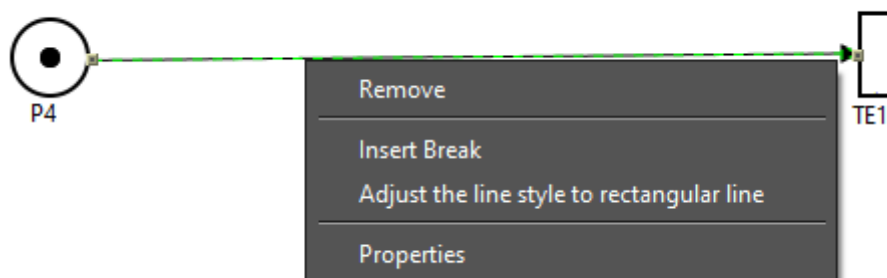 Remove
P4
TE1
Insert Break
Adjust the line style to rectangular line
Properties